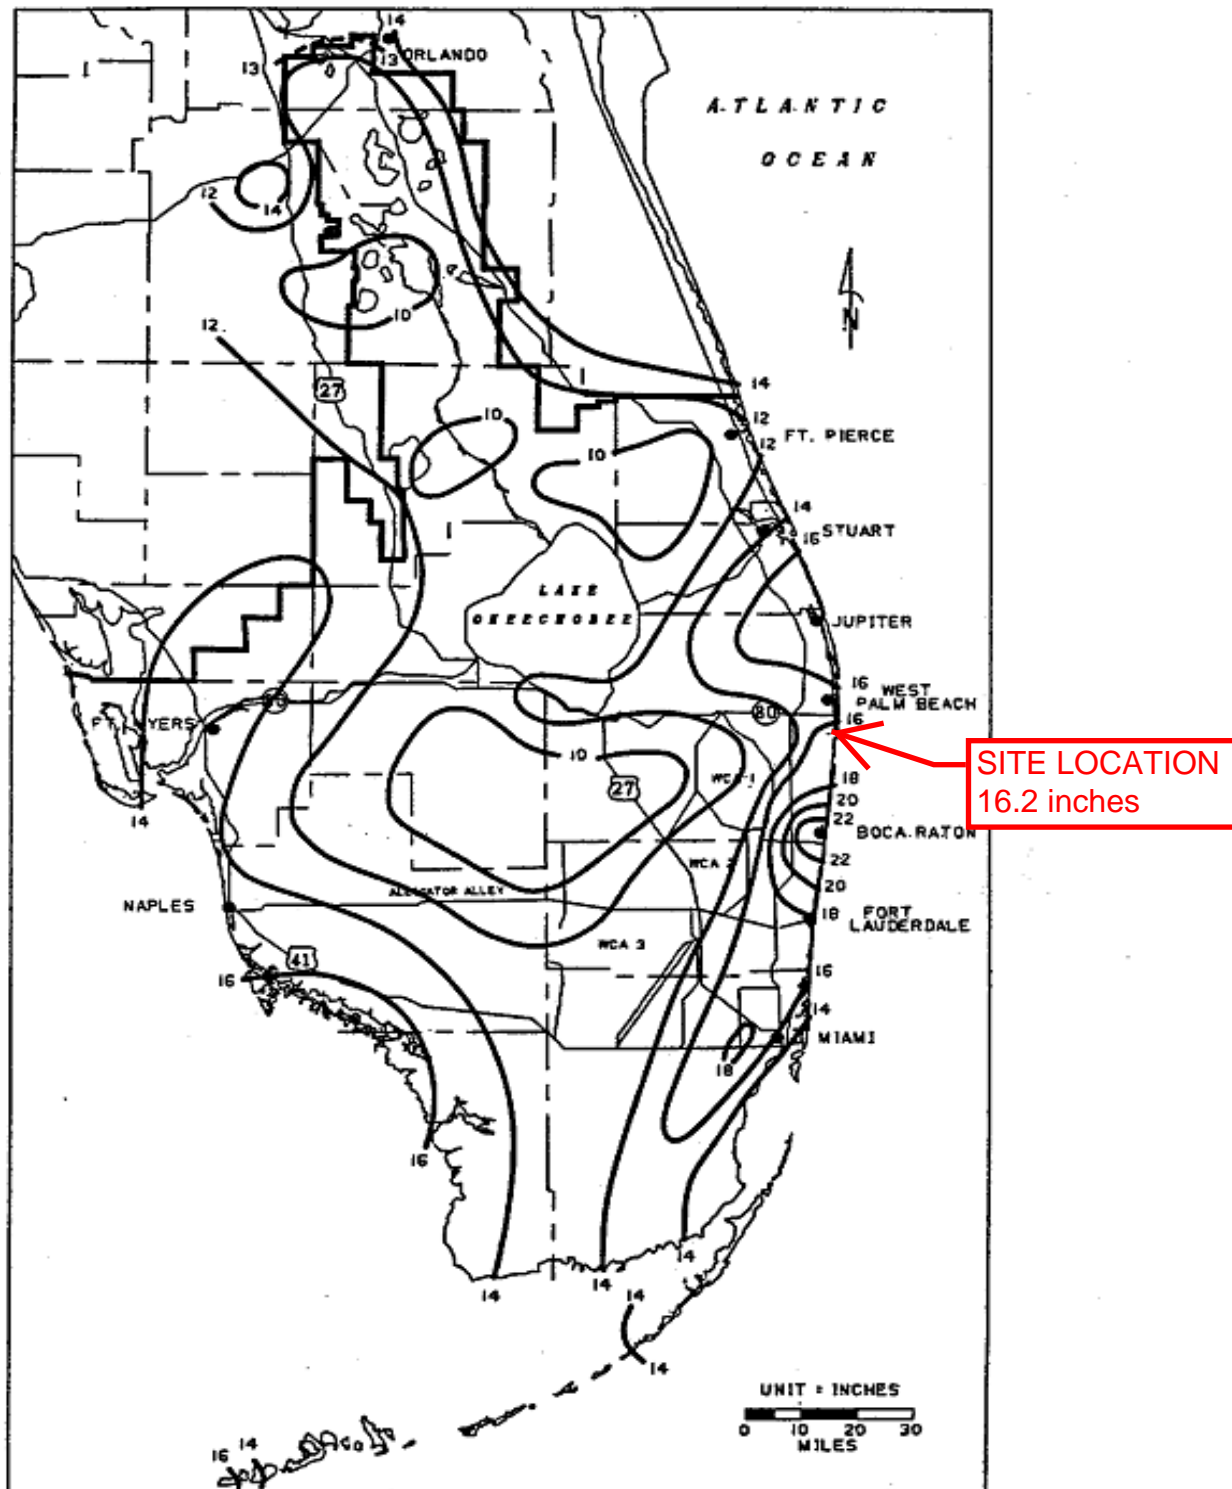 14
ORLANDO
13
13
ATLANTIC
OCEAN
12
14
N
10
12
27
14
12
FT. PIERCE
12
10
10
14
STUART
16
LAKE
OKEECHOBEE
JUPITER
16
WEST
PALM BEACH
80
80
16
FT. MYERS
SITE LOCATION
16.2 inches
10
WCA-1
27
18
20
22
BOCA RATON
14
WCA 2
22
ALLIGATOR ALLEY
20
NAPLES
18
FORT
LAUDERDALE
WCA 3
41
16
16
14
MIAMI
18
16
14
14
14
14
14
UNIT = INCHES
0 10 20 30
MILES
16
14